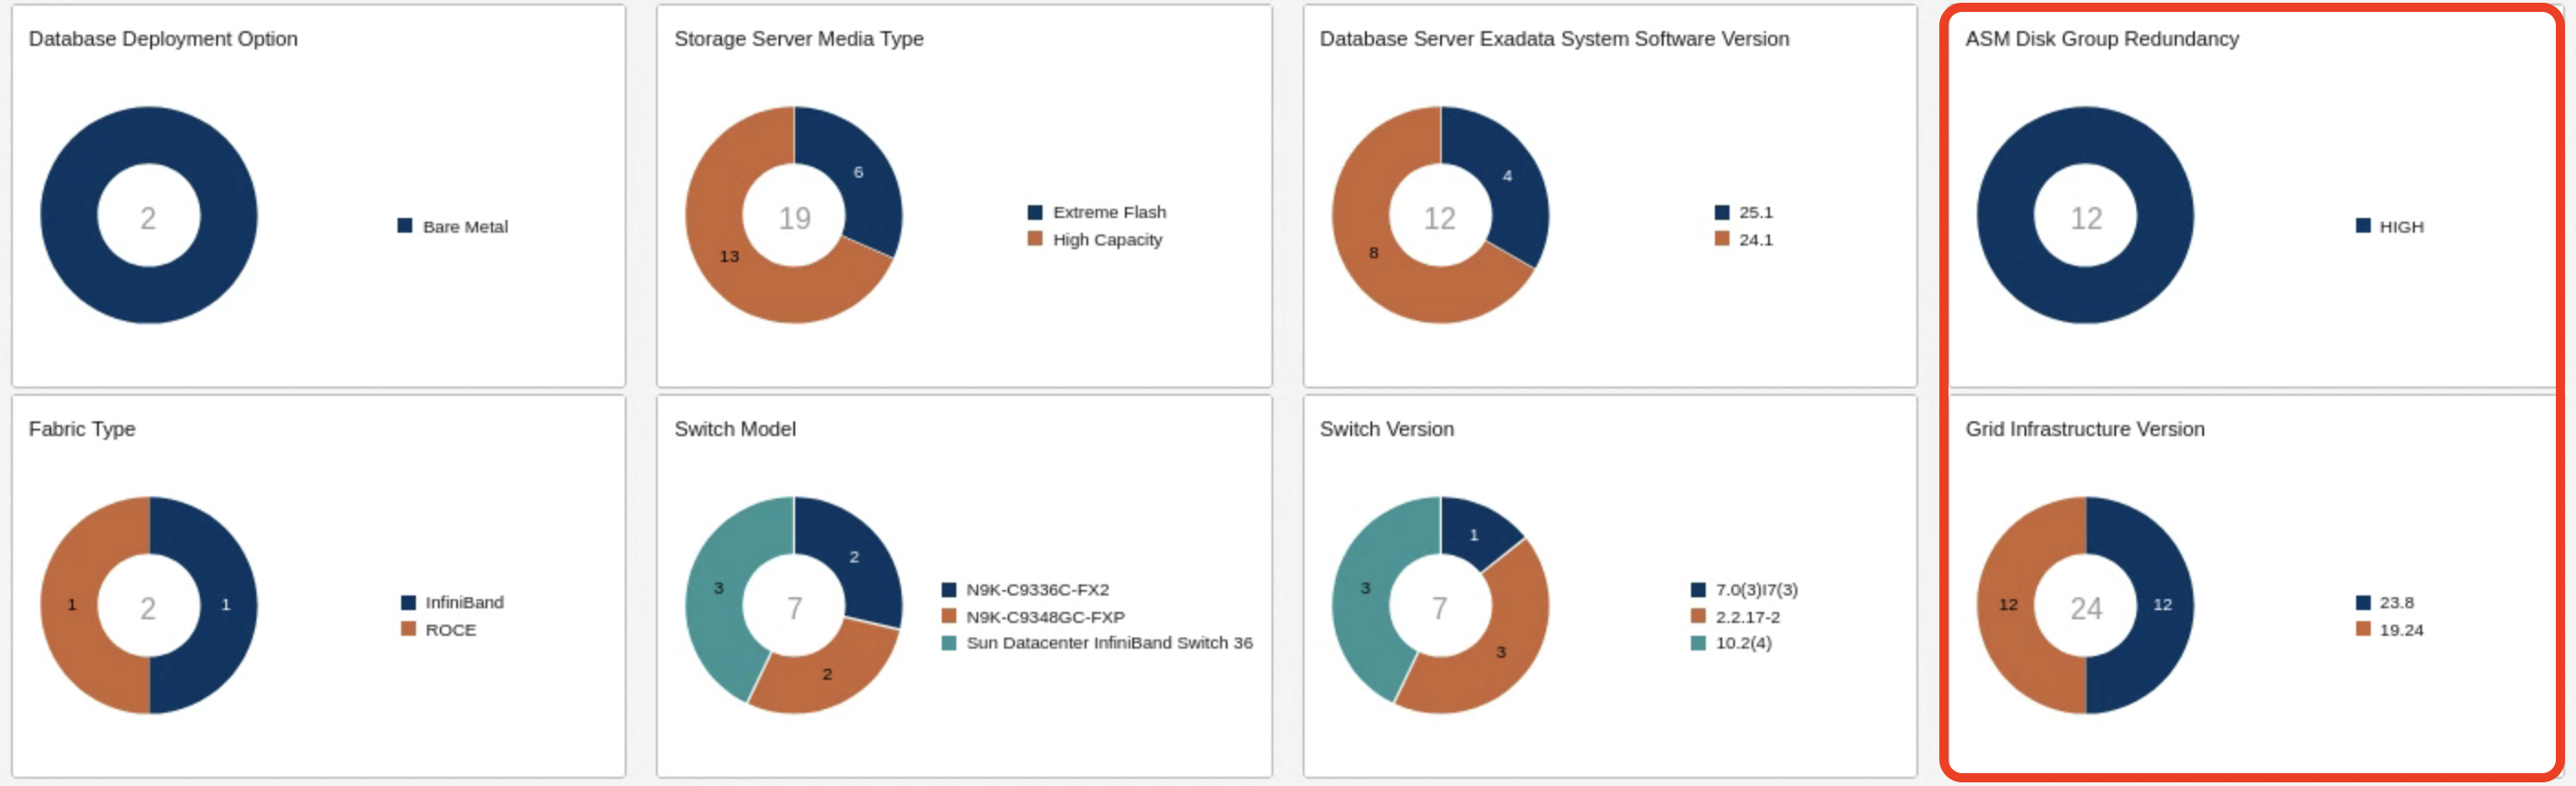 Database Deployment Option
2
Bare Metal
Storage Server Media Type
6
19
13
Extreme Flash
High Capacity
Database Server Exadata System Software Version
4
12
8
25.1
24.1
ASM Disk Group Redundancy
12
HIGH
Fabric Type
1
2
1
InfiniBand
ROCE
Switch Model
2
3
7
2
N9K-C9336C-FX2
N9K-C9348GC-FXP
Sun Datacenter InfiniBand Switch 36
Switch Version
1
3
7
3
7.0(3)I7(3)
2.2.17-2
10.2(4)
Grid Infrastructure Version
12
24
12
23.8
19.24